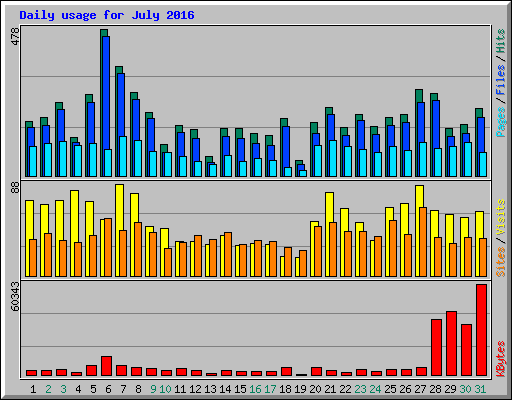 Daily usage for July 2016
478
Pages / Files / Hits
88
Sites / Visits
60343
KBytes
1 2 3 4 5 6 7 8 9 10 11 12 13 14 15 16 17 18 19 20 21 22 23 24 25 26 27 28 29 30 31